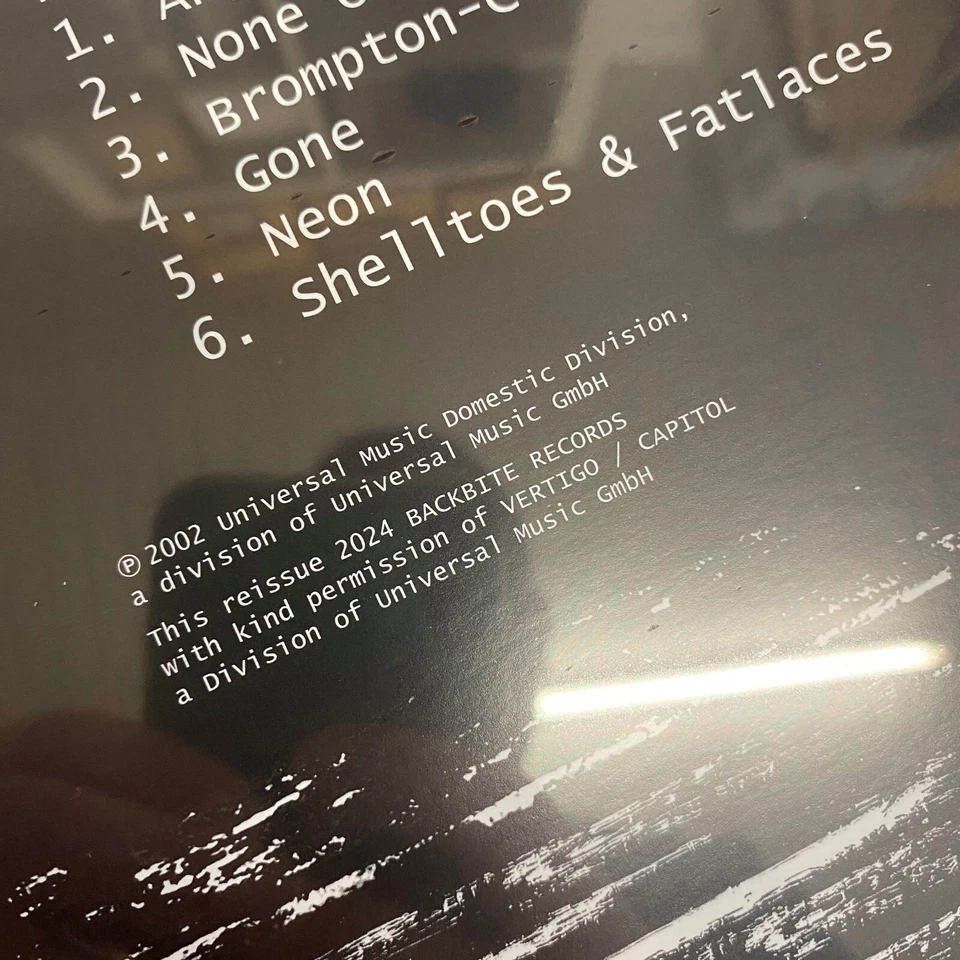 1.
2. None
3. Brompton-
4. Gone
5. Neon
6. Shelltoes & Fatlaces
℗2002 Universal Music Domestic Division,
a division of Universal Music GmbH
This reissue 2024 BACKBITE RECORDS
with kind permission of VERTIGO / CAPITOL
a Division of Universal Music GmbH